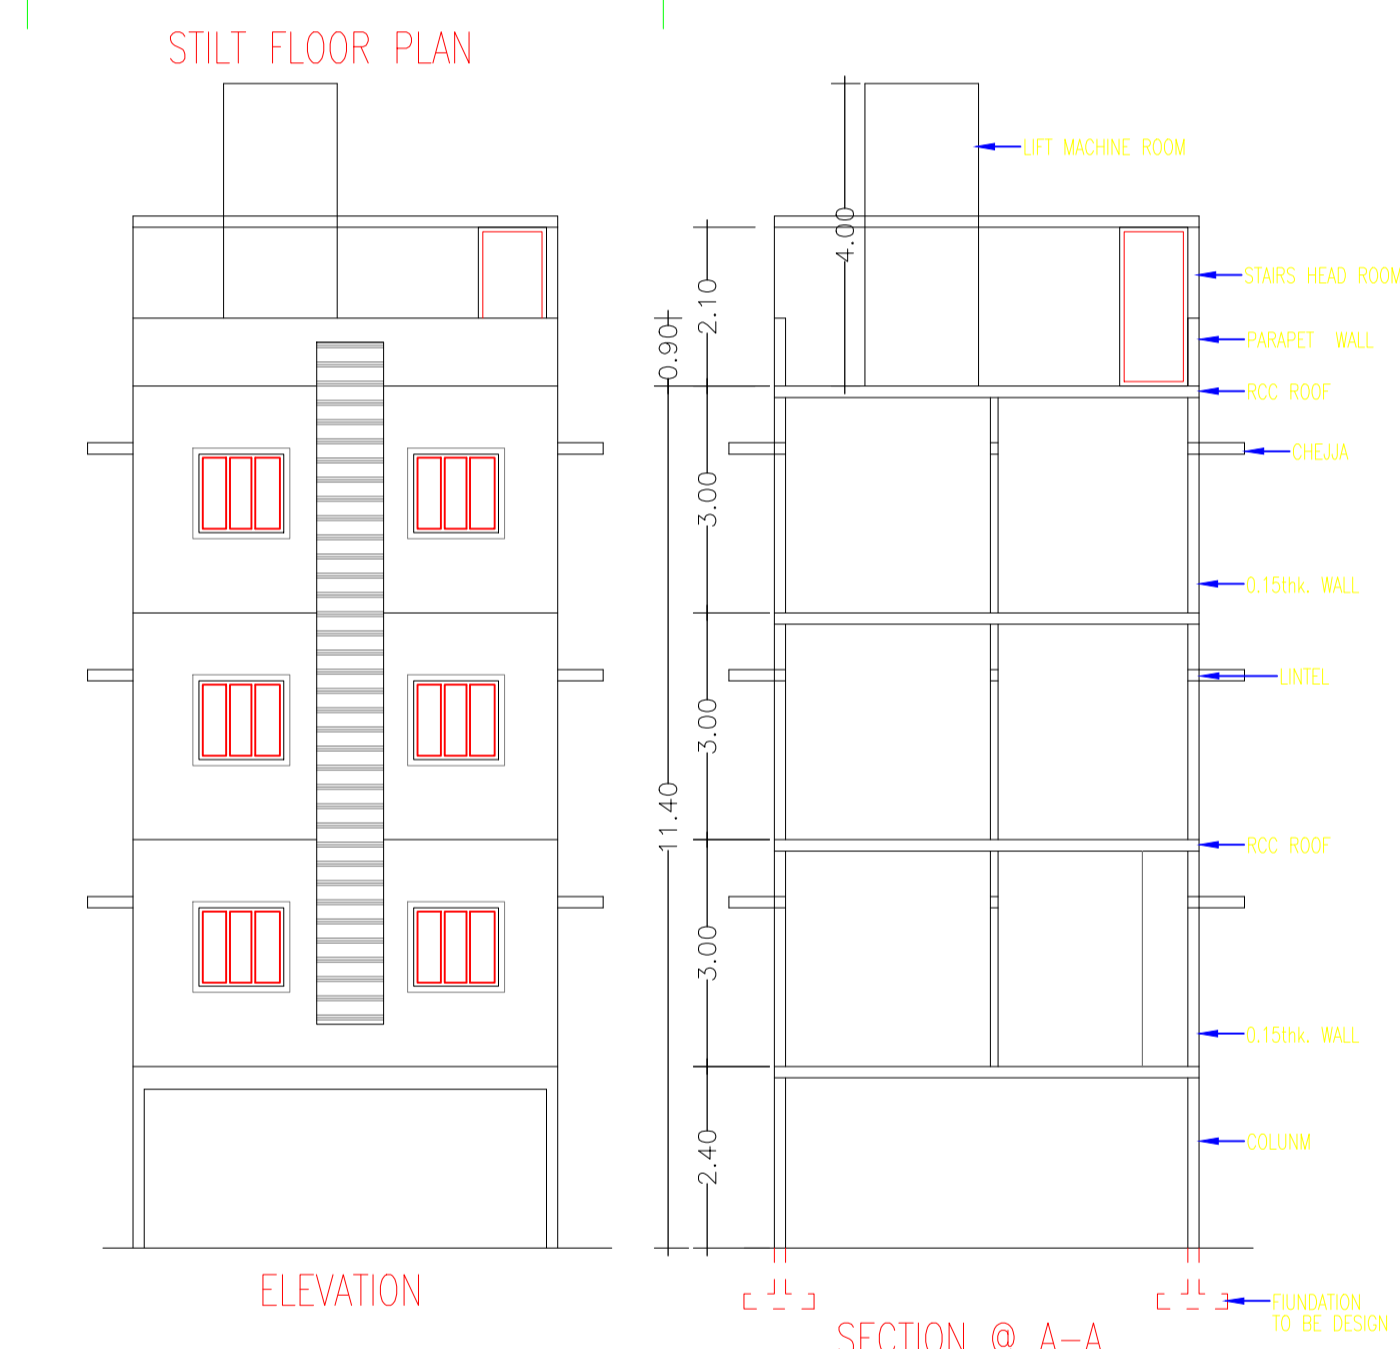 STILT FLOOR PLAN
LIFT MACHINE ROOM
4.00
STAIRS HEAD ROOM
2.10
0.90
PARAPET WALL
RCC ROOF
CHEJJA
3.00
0.15thk. WALL
LINTEL
3.00
11.40
RCC ROOF
3.00
0.15thk. WALL
2.40
COLUNM
ELEVATION
FIUNDATION
TO BE DESIGN
SECTION @ A-A